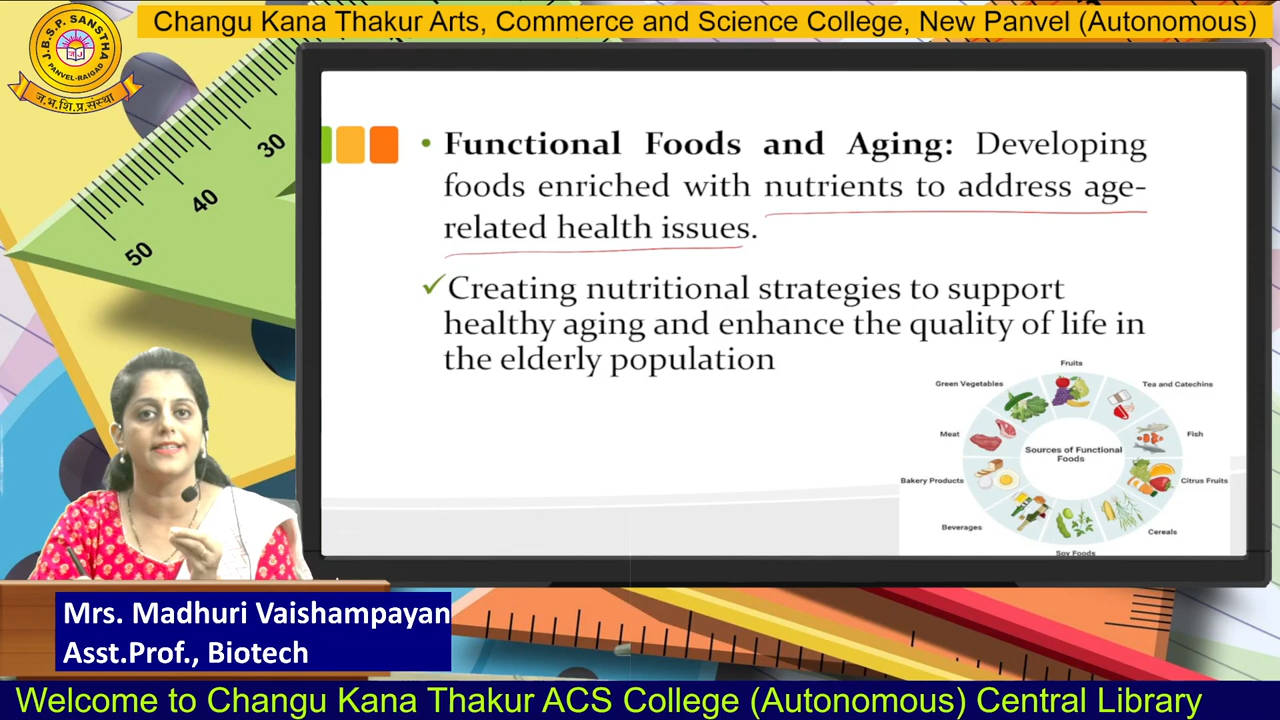 Changu Kana Thakur Arts, Commerce and Science College, New Panvel (Autonomous)
J.B.S.P. SANSTHA
PANVEL-RAIGAD
ज.भ.शि.प्र.संस्था
30
40
50
• Functional Foods and Aging: Developing
foods enriched with nutrients to address age-
related health issues.
✓Creating nutritional strategies to support
healthy aging and enhance the quality of life in
the elderly population
Fruits
Green Vegetables
Tea and Catechins
Meat
Fish
Sources of Functional
Foods
Bakery Products
Citrus Fruits
Beverages
Cereals
Soy Foods
Mrs. Madhuri Vaishampayan
Asst.Prof., Biotech
Welcome to Changu Kana Thakur ACS College (Autonomous) Central Library